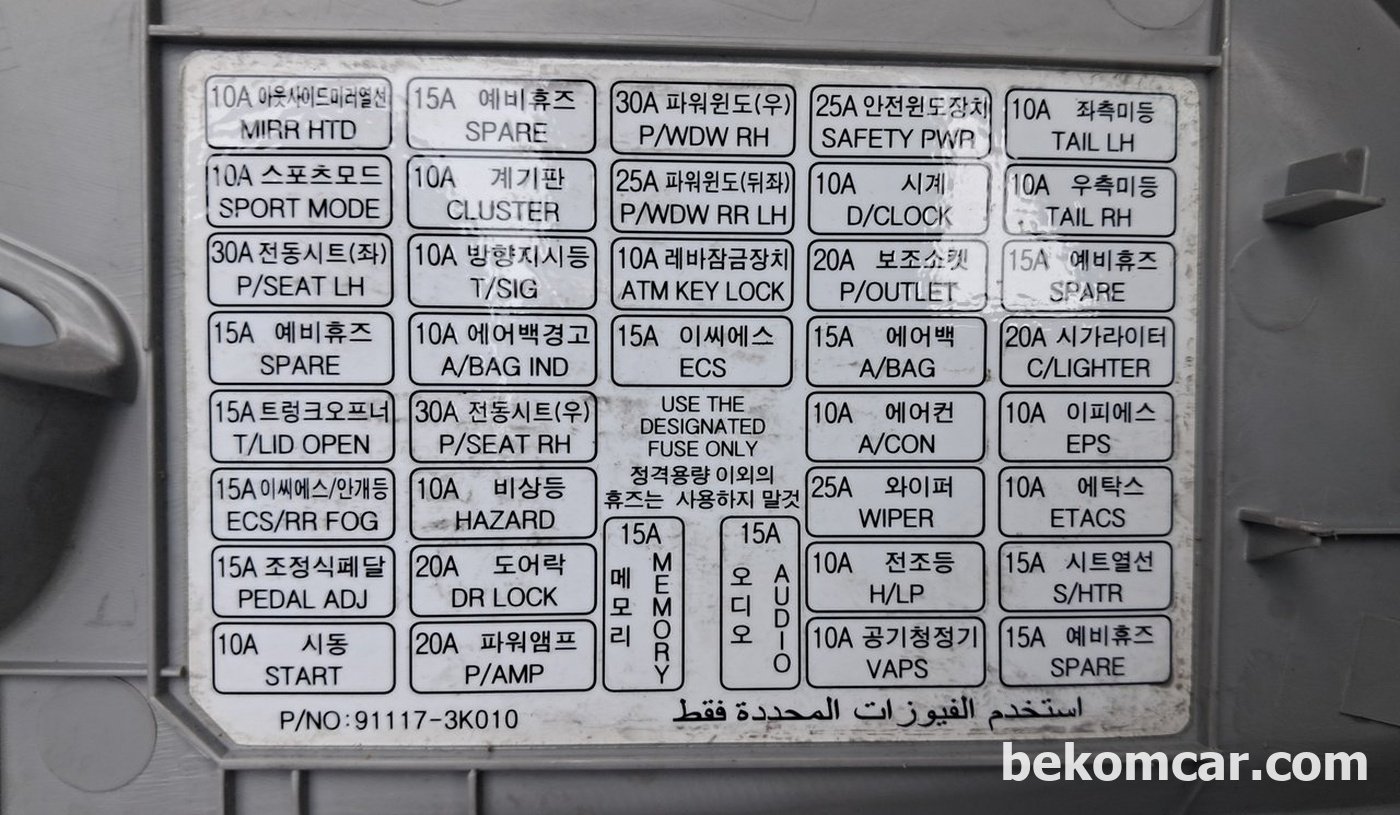 10A 아웃사이드미러열선
MIRR HTD
15A 예비휴즈
SPARE
30A 파워윈도(우)
P/WDW RH
25A 안전윈도장치
SAFETY PWR
10A 좌측미등
TAIL LH
10A 스포츠모드
SPORT MODE
10A 계기판
CLUSTER
25A 파워윈도(뒤좌)
P/WDW RR LH
10A 시계
D/CLOCK
10A 우측미등
TAIL RH
30A 전동시트(좌)
P/SEAT LH
10A 방향지시등
T/SIG
10A 레바잠금장치
ATM KEY LOCK
20A 보조소켓
P/OUTLET
15A 예비휴즈
SPARE
15A 예비휴즈
SPARE
10A 에어백경고
A/BAG IND
15A 이씨에스
ECS
15A 에어백
A/BAG
20A 시가라이터
C/LIGHTER
15A 트렁크오프너
T/LID OPEN
30A 전동시트(우)
P/SEAT RH
USE THE
DESIGNATED
FUSE ONLY
정격용량 이외의
휴즈는 사용하지 말것
10A 에어컨
A/CON
10A 이피에스
EPS
15A 이씨에스/안개등
ECS/RR FOG
10A 비상등
HAZARD
25A 와이퍼
WIPER
10A 에탁스
ETACS
15A 조정식페달
PEDAL ADJ
20A 도어락
DR LOCK
15A
메모리
MEMORY
15A
오디오
AUDIO
10A 전조등
H/LP
15A 시트열선
S/HTR
10A 시동
START
20A 파워앰프
P/AMP
10A 공기청정기
VAPS
15A 예비휴즈
SPARE
P/NO:91117-3K010
استخدم الفيوزات المحددة فقط
bekomcar.com